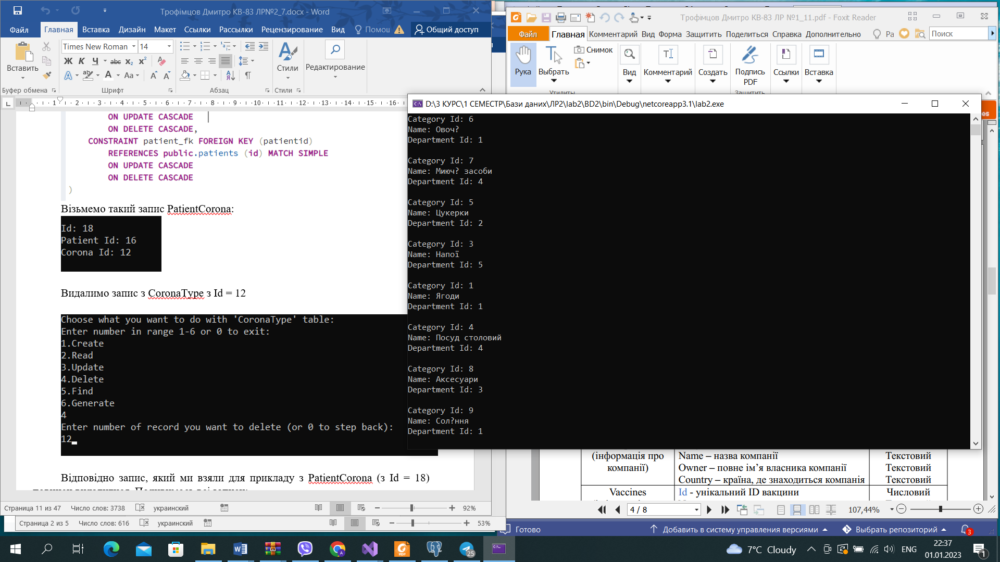 Трофімцов Дмитро КВ-83 ЛР№2_7.docx - Word
Файл
Главная
Вставка
Дизайн
Макет
Ссылки
Рассылки
Рецензирование
Вид
Общий доступ
Times New Roman
14
Вставить
Стили
Редактирование
Буфер обмена
Шрифт
Абзац
Стили
ON UPDATE CASCADE
ON DELETE CASCADE,
CONSTRAINT patient_fk FOREIGN KEY (patientid)
REFERENCES public.patients (id) MATCH SIMPLE
ON UPDATE CASCADE
ON DELETE CASCADE
)
Візьмемо такий запис PatientCorona:
Id: 18
Patient Id: 16
Corona Id: 12
Видалимо запис з CoronaType з Id = 12
Choose what you want to do with 'CoronaType' table:
Enter number in range 1-6 or 0 to exit:
1.Create
2.Read
3.Update
4.Delete
5.Find
6.Generate
4
Enter number of record you want to delete (or 0 to step back):
12
Відповідно запис, який ми взяли для прикладу з PatientCorona (з Id = 18)
Страница 11 из 47 Число слов: 3738 украинский 92%
Страница 2 из 5 Число слов: 616 украинский 53%
Трофімцов Дмитро КВ-83 ЛР №1_11.pdf - Foxit Reader
Файл
Главная
Комментарий
Вид
Форма
Защитить
Поделиться
Справка
Дополнительно
Поиск
Рука
Выбрать
Снимок
Вид
Комментарий
Создать
Подпись PDF
Ссылки
Вставка
D:\3 КУРС\1 СЕМЕСТР\Бази даних\ЛР2\lab2\BD2\bin\Debug\netcoreapp3.1\lab2.exe
Category Id: 6
Name: Овоч?
Department Id: 1
Category Id: 7
Name: Миюч? засоби
Department Id: 4
Category Id: 5
Name: Цукерки
Department Id: 2
Category Id: 3
Name: Напої
Department Id: 5
Category Id: 1
Name: Ягоди
Department Id: 1
Category Id: 4
Name: Посуд столовий
Department Id: 4
Category Id: 8
Name: Аксесуари
Department Id: 3
Category Id: 9
Name: Сол?ння
Department Id: 1
(інформація про компанії)
Name – назва компанії
Owner – повне ім’я власника компанії
Country – країна, де знаходиться компанія
Текстовий
Текстовий
Текстовий
Vaccines
Id - унікальний ID вакцини
Числовий
4 / 8
107,44%
Готово
Добавить в систему управления версиями
Выбрать репозиторий
3
25
7°C Cloudy
ENG
22:37
01.01.2023
1